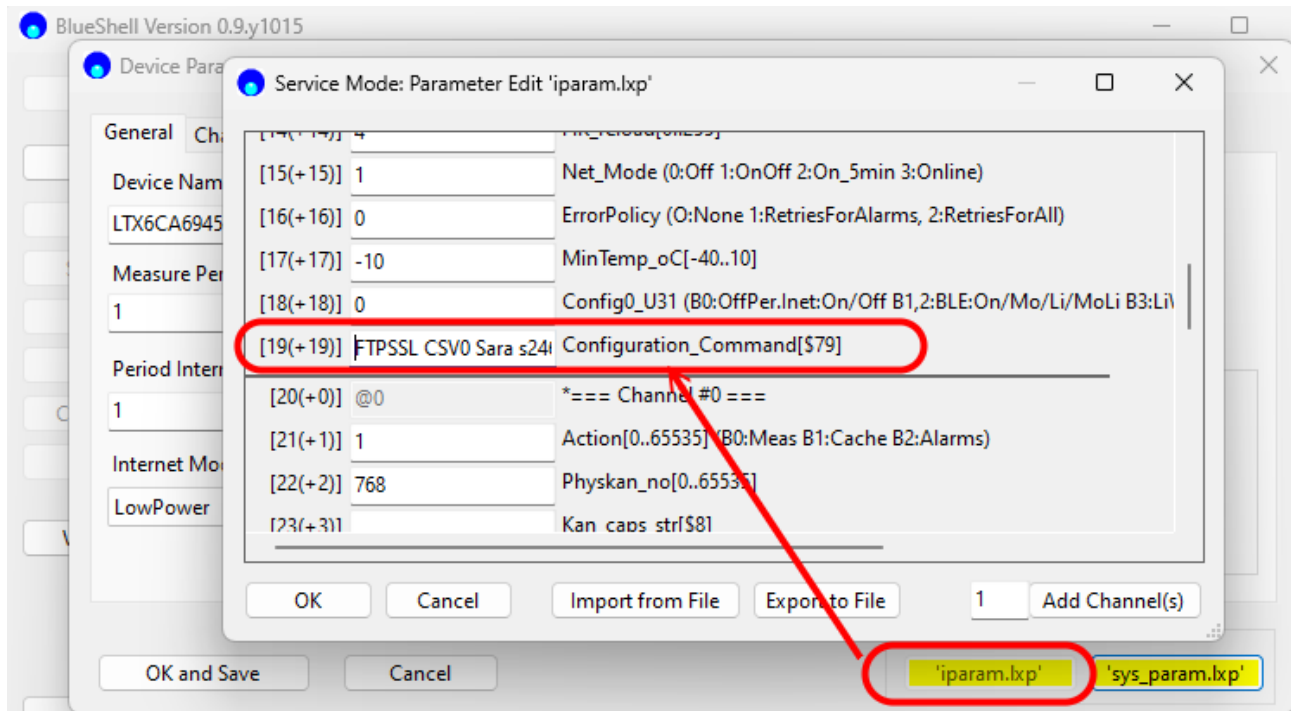 BlueShell Version 0.9.y1015
Device Para
Service Mode: Parameter Edit 'iparam.lxp'
General Cha
[14(+14)] 4
[15(+15)] 1 Net_Mode (0:Off 1:OnOff 2:On_5min 3:Online)
Device Nam
[16(+16)] 0 ErrorPolicy (O:None 1:RetriesForAlarms, 2:RetriesForAll)
LTX6CA6945
[17(+17)] -10 MinTemp_oC[-40..10]
Measure Per
[18(+18)] 0 Config0_U31 (B0:OffPer.Inet:On/Off B1,2:BLE:On/Mo/Li/MoLi B3:Li
1
[19(+19)] FTPSSL CSV0 Sara s24 Configuration_Command[$79]
Period Intern
[20(+0)] @0 *=== Channel #0 ===
1
[21(+1)] 1 Action[0..65535] (B0:Meas B1:Cache B2:Alarms)
Internet Mo
[22(+2)] 768 Physkan_no[0..65535]
LowPower
[23(+3)] Kan_caps_str[$8]
OK Cancel Import from File Export to File 1 Add Channel(s)
OK and Save Cancel 'iparam.lxp' 'sys_param.lxp'